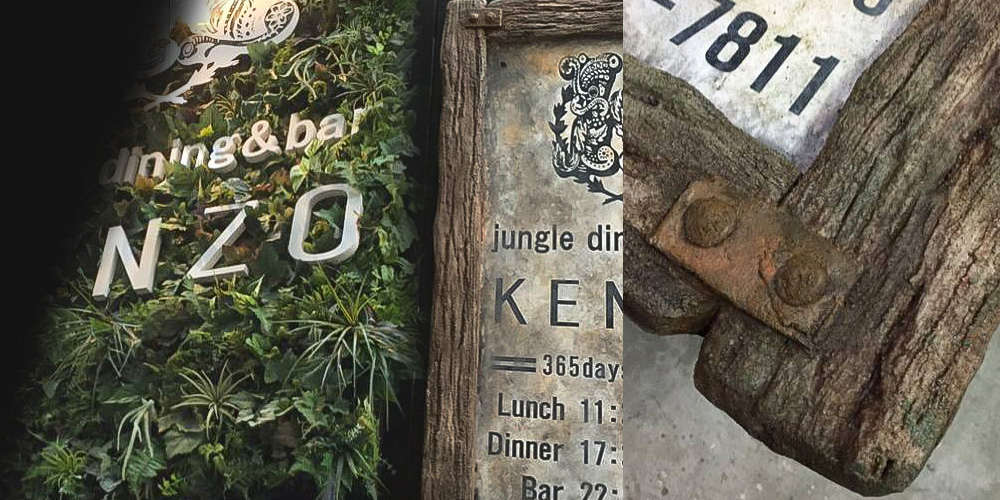 dining&bar
NZO
jungle din
KEN
365days
Lunch 11:
Dinner 17:
Bar 22:
-7811